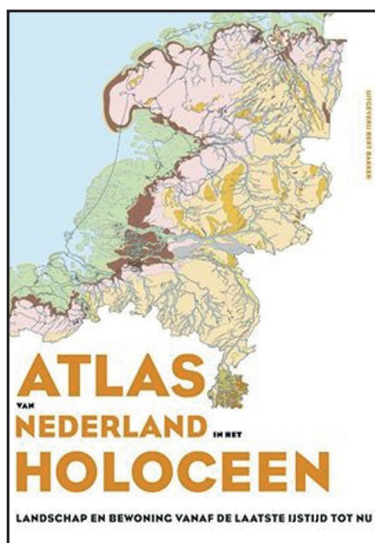 UITGEVERIJ BERT BAKKER
ATLAS
VAN
NEDERLAND IN HET
HOLOCEEN
LANDSCHAP EN BEWONING VANAF DE LAATSTE IJSTIJD TOT NU